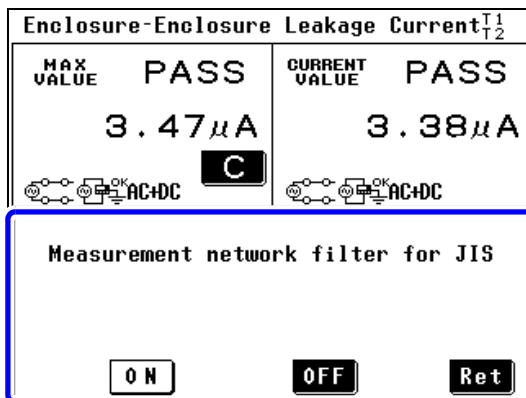 Enclosure-Enclosure Leakage Current T1 T2
MAX VALUE PASS
3.47μA
C
OK AC+DC
CURRENT VALUE PASS
3.38μA
OK AC+DC
Measurement network filter for JIS
ON OFF Ret